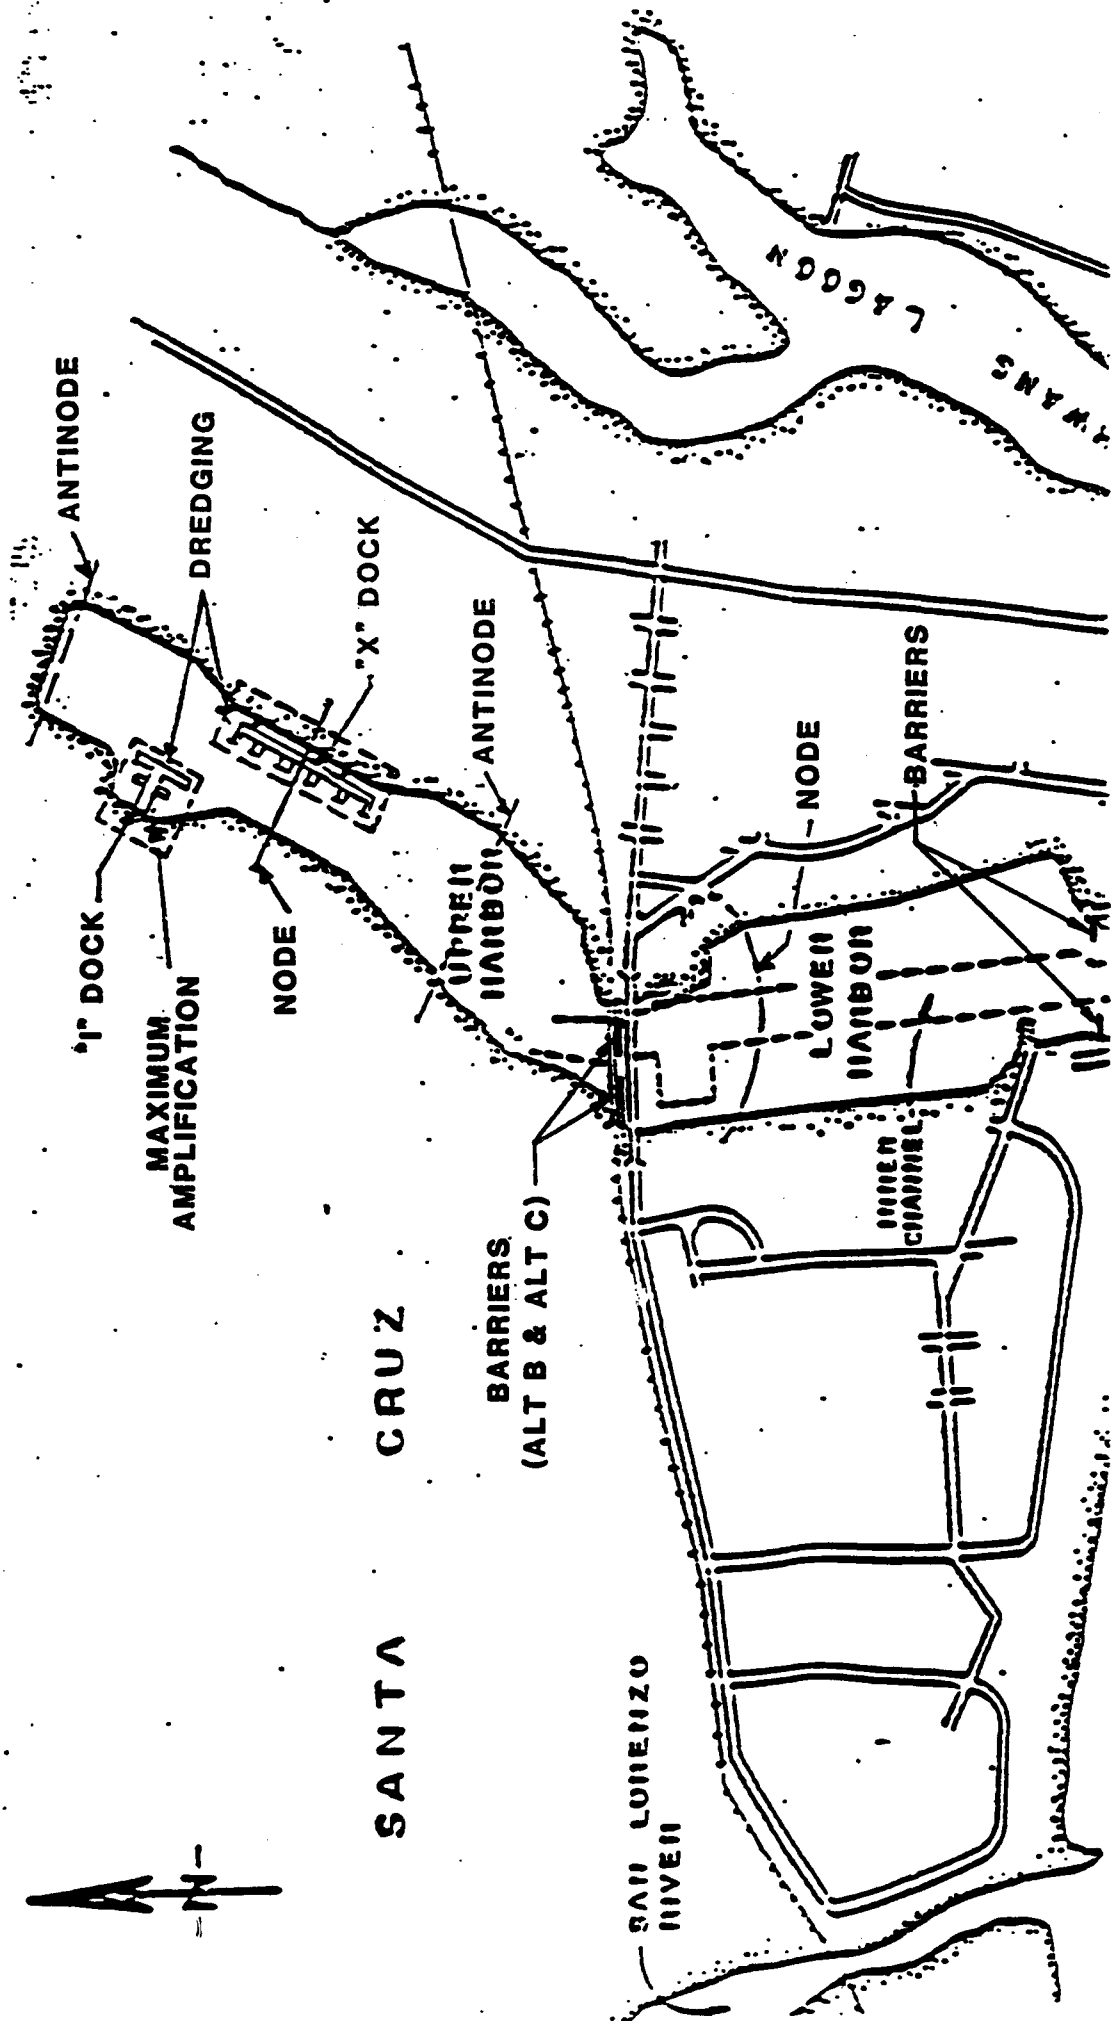 ANTINODE
DREDGING
"X" DOCK
ANTINODE
NODE
BARRIERS
LAGOON
"I" DOCK
NODE
MAXIMUM
AMPLIFICATION
UPPER
HARBOR
LOWER
HARBOR
INNER
CHANNEL
BARRIERS
(ALT B & ALT C)
SANTA CRUZ
SAN LORENZO
RIVER
N